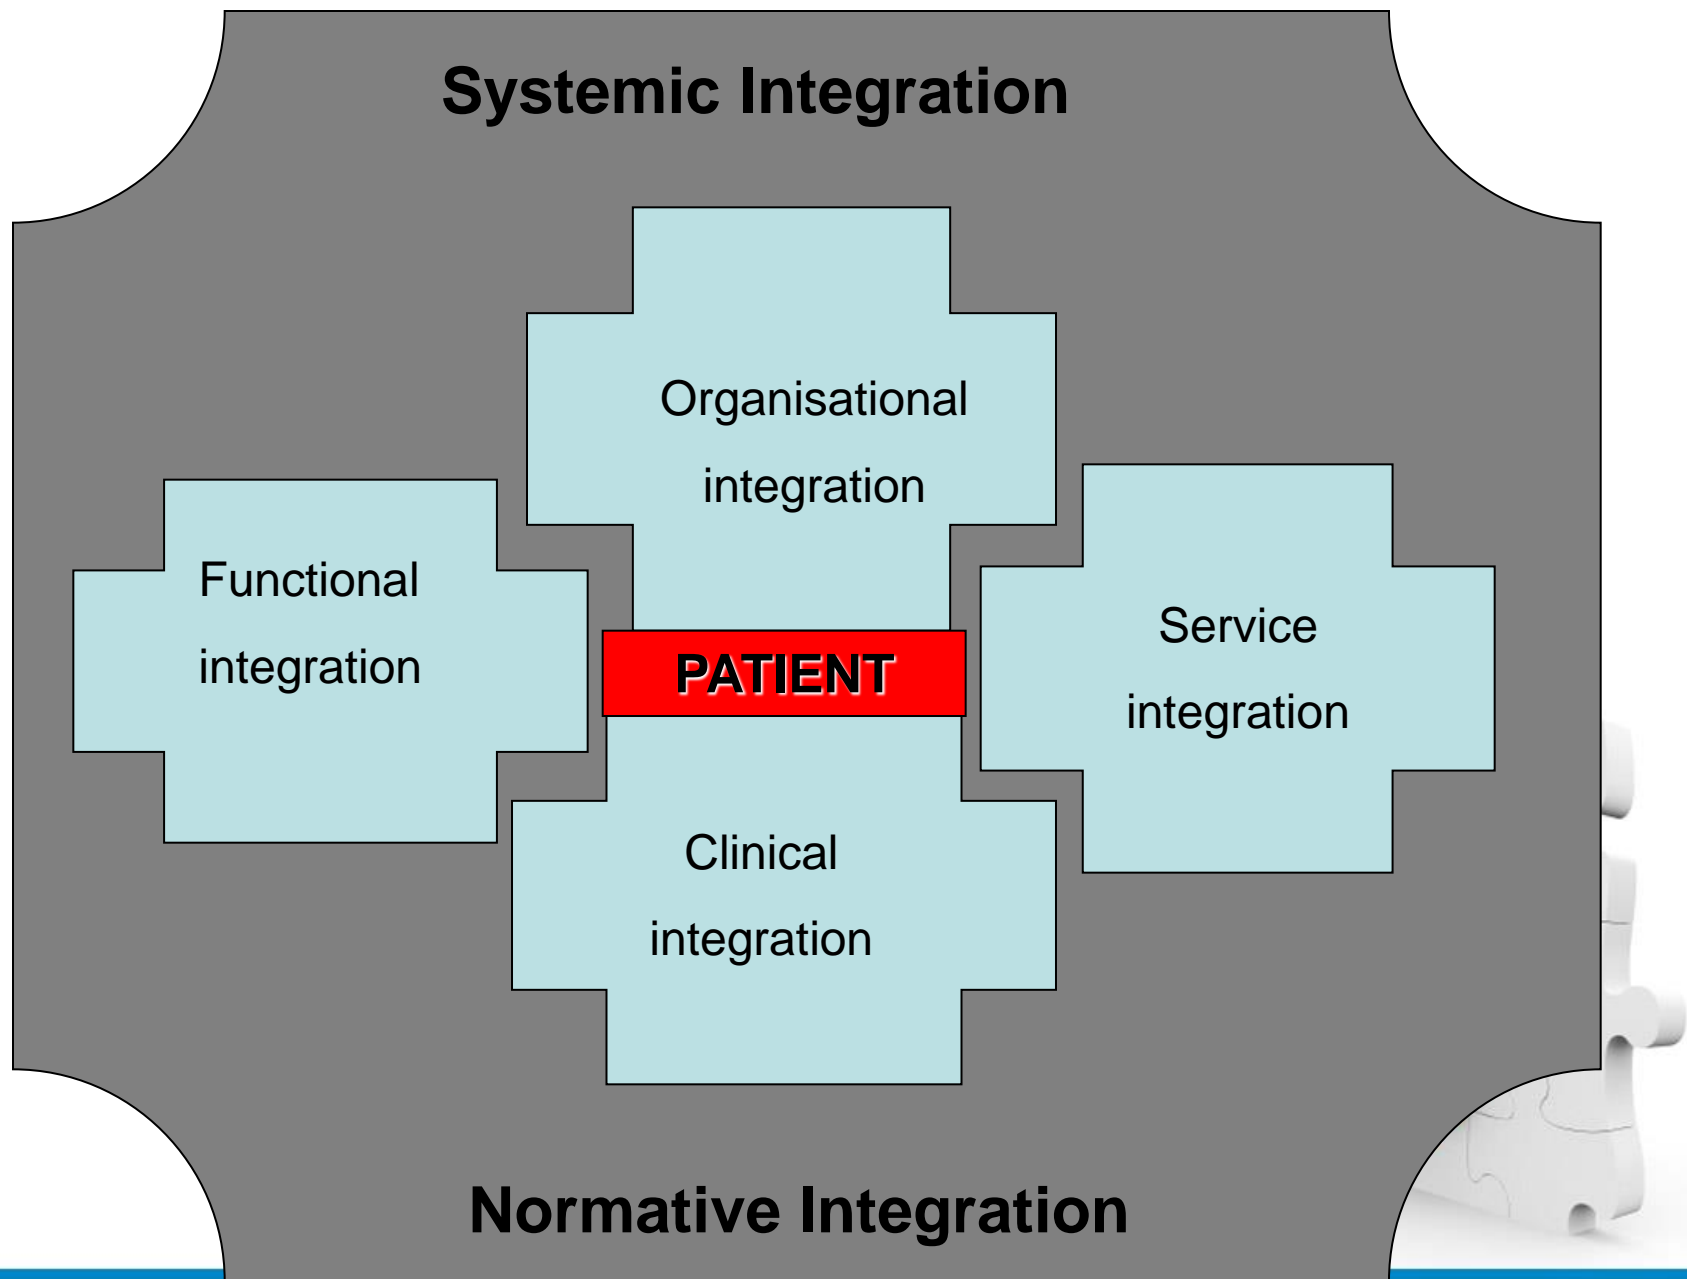 Systemic Integration
Organisational
integration
Functional
integration
Service
integration
PATIENT
Clinical
integration
Normative Integration